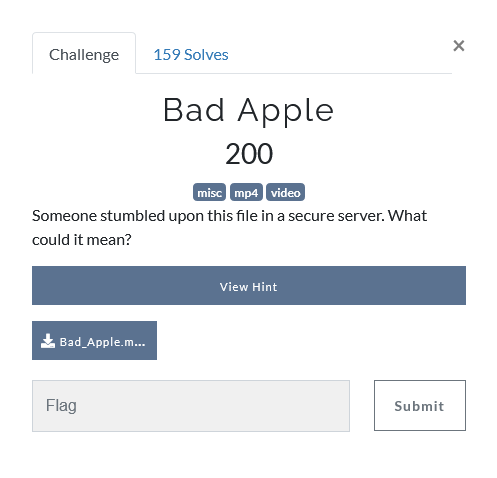 Challenge
159 Solves
×
Bad Apple
200
misc mp4 video
Someone stumbled upon this file in a secure server. What
could it mean?
View Hint
Bad_Apple.m...
Flag
Submit